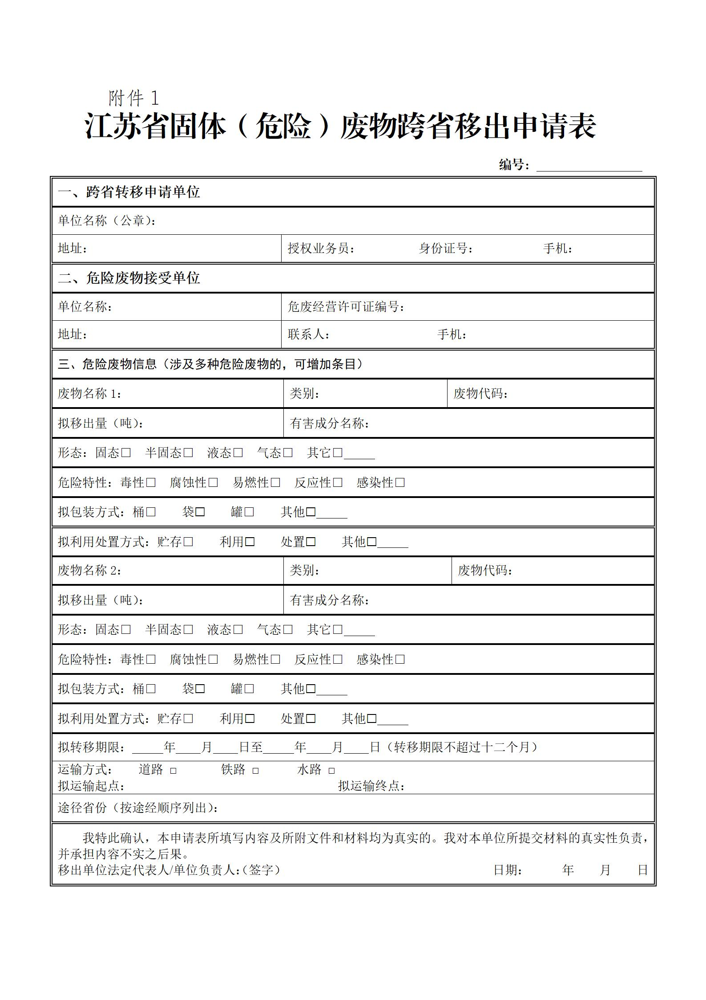 附件 1
江苏省固体（危险）废物跨省移出申请表
编号：
一、跨省转移申请单位
单位名称（公章）：
地址： 授权业务员： 身份证号： 手机：
二、危险废物接受单位
单位名称： 危废经营许可证编号：
地址： 联系人： 手机：
三、危险废物信息（涉及多种危险废物的，可增加条目）
废物名称 1： 类别： 废物代码：
拟移出量（吨）： 有害成分名称：
形态：固态□ 半固态□ 液态□ 气态□ 其它□_____
危险特性：毒性□ 腐蚀性□ 易燃性□ 反应性□ 感染性□
拟包装方式：桶□ 袋□ 罐□ 其他□_____
拟利用处置方式：贮存□ 利用□ 处置□ 其他□_____
废物名称 2： 类别： 废物代码：
拟移出量（吨）： 有害成分名称：
形态：固态□ 半固态□ 液态□ 气态□ 其它□_____
危险特性：毒性□ 腐蚀性□ 易燃性□ 反应性□ 感染性□
拟包装方式：桶□ 袋□ 罐□ 其他□_____
拟利用处置方式：贮存□ 利用□ 处置□ 其他□_____
拟转移期限：_____年____月____日至_____年____月____日（转移期限不超过十二个月）
运输方式： 道路 □ 铁路 □ 水路 □
拟运输起点： 拟运输终点：
途径省份（按途经顺序列出）：
我特此确认，本申请表所填写内容及所附文件和材料均为真实的。我对本单位所提交材料的真实性负责，
并承担内容不实之后果。
移出单位法定代表人/单位负责人：（签字） 日期： 年 月 日